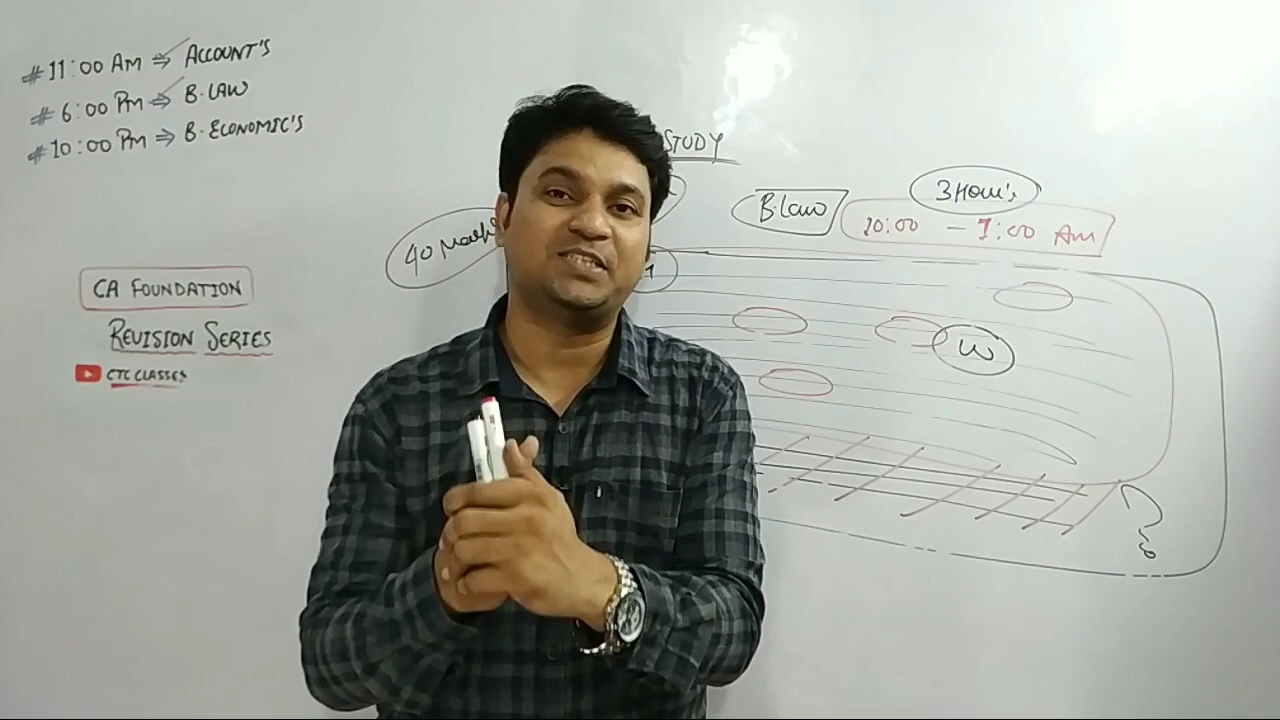 # 11:00 AM ⇒ ACCOUNT'S
# 6:00 PM ⇒ B.LAW
# 10:00 PM ⇒ B.ECONOMIC'S
STUDY
3 Hour's
B Law
10:00 - 1:00 AM
40 Marks
CA FOUNDATION
REVISION SERIES
CTC CLASSES
W